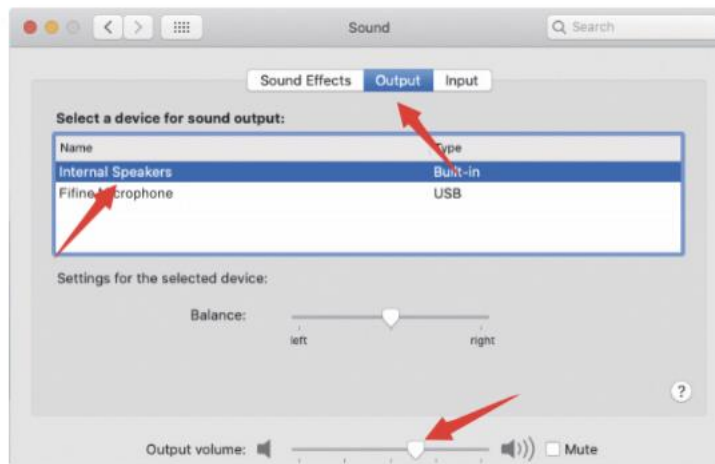 Sound
Search
Sound Effects Output Input
Select a device for sound output:
Name Type
Internal Speakers Built-in
Fifine Microphone USB
Settings for the selected device:
Balance:
left right
?
Output volume: Mute